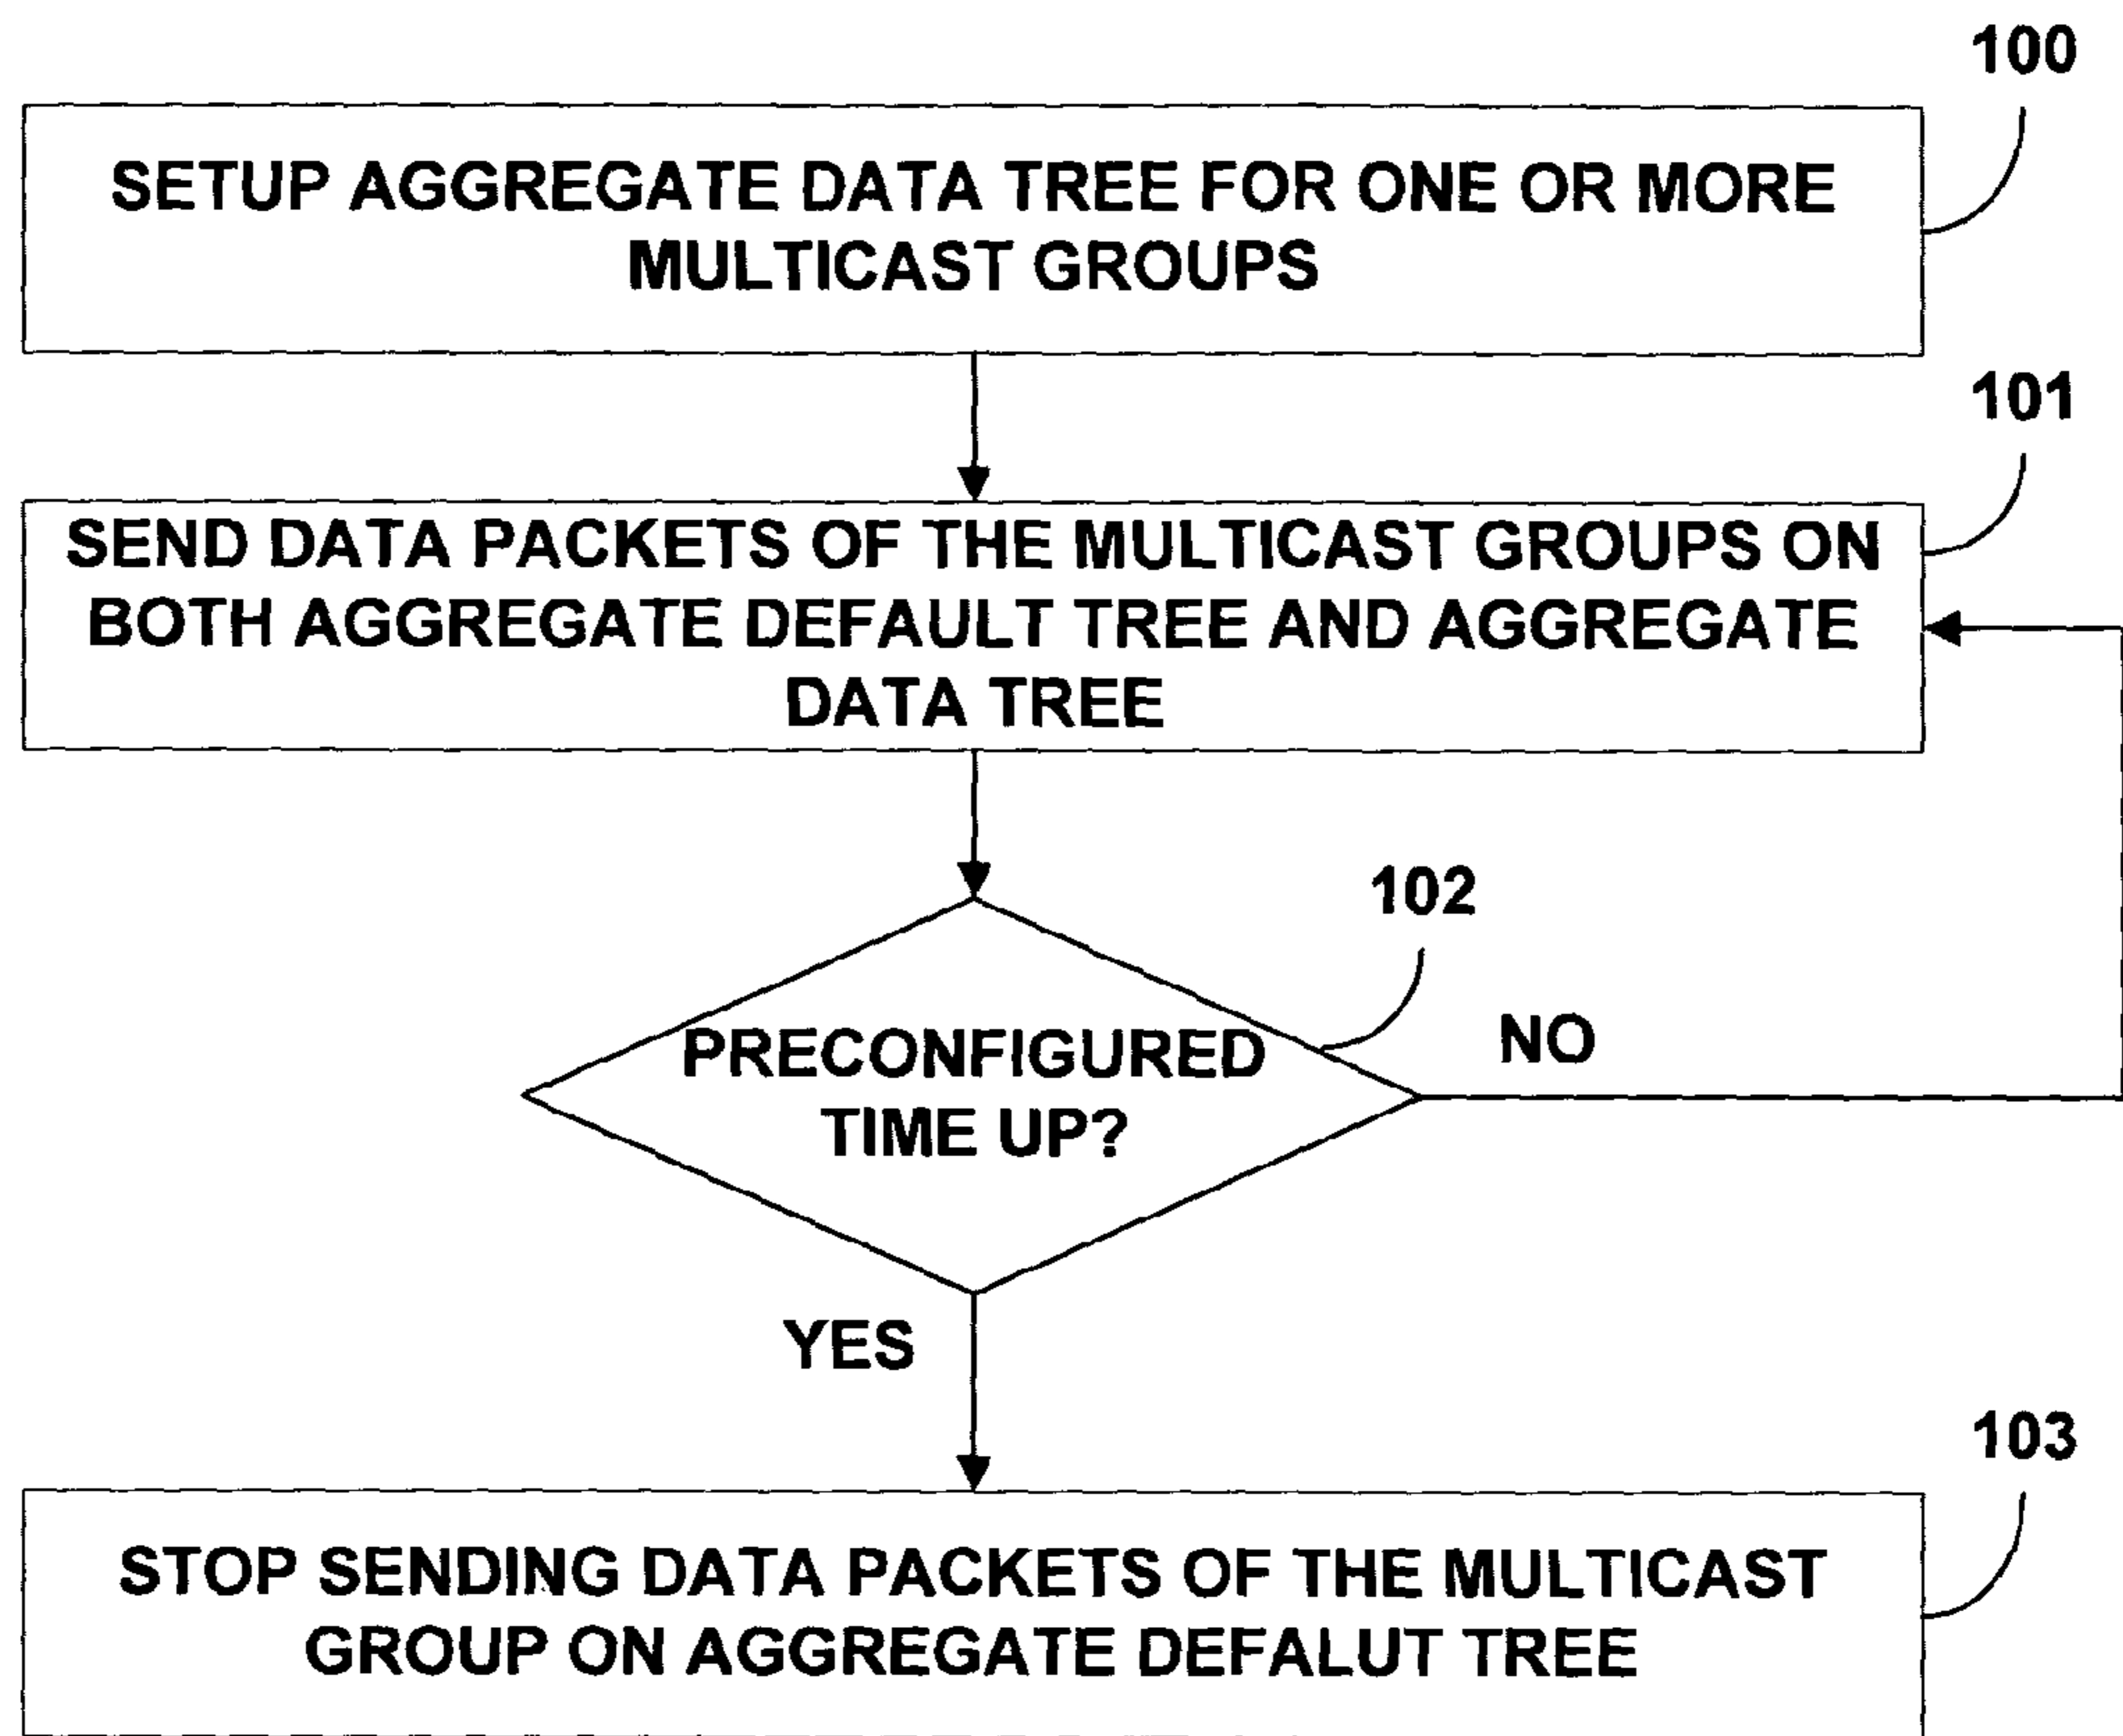 100
SETUP AGGREGATE DATA TREE FOR ONE OR MORE
MULTICAST GROUPS
101
SEND DATA PACKETS OF THE MULTICAST GROUPS ON
BOTH AGGREGATE DEFAULT TREE AND AGGREGATE
DATA TREE
102
PRECONFIGURED
TIME UP?
NO
YES
103
STOP SENDING DATA PACKETS OF THE MULTICAST
GROUP ON AGGREGATE DEFALUT TREE